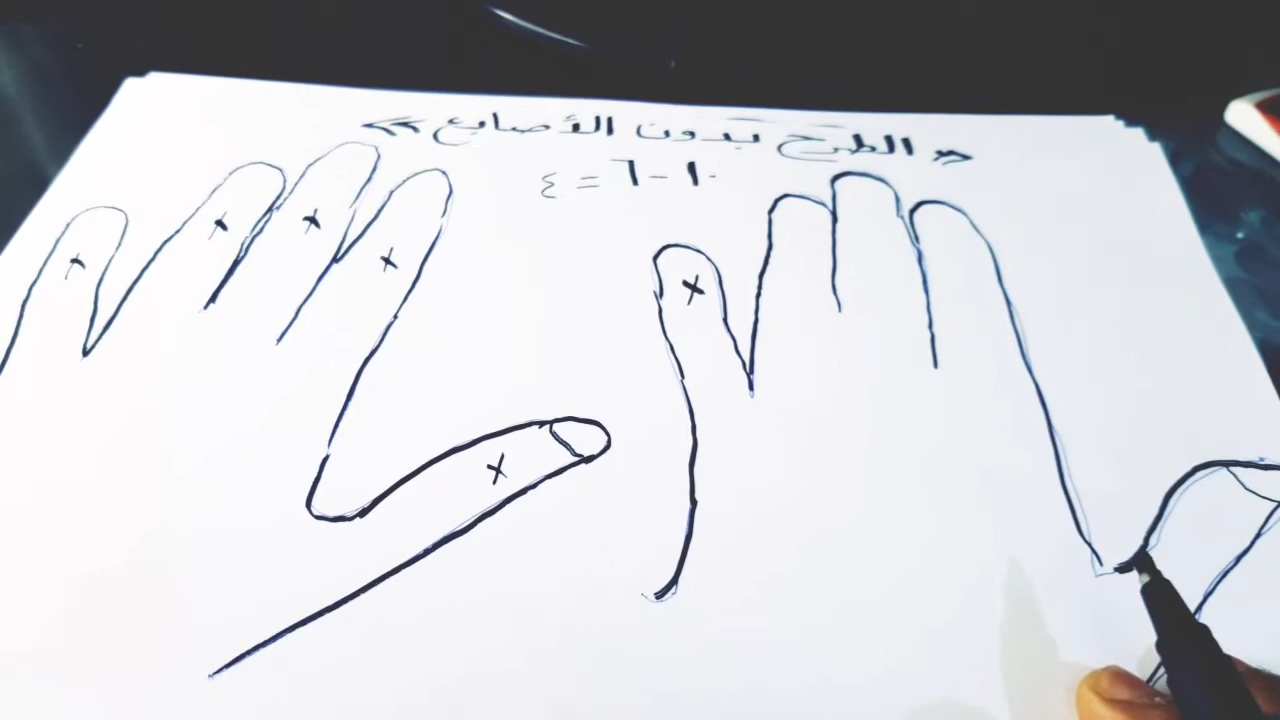 « الطرح بدون الأصابع »
١٠ - ٦ = ٤